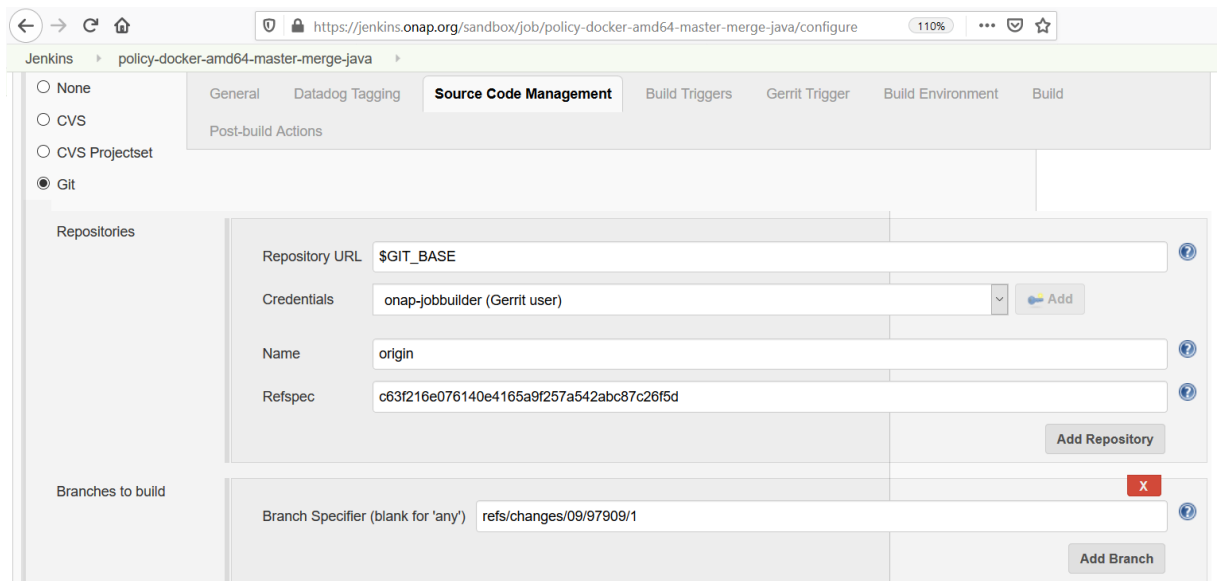 https://jenkins.onap.org/sandbox/job/policy-docker-amd64-master-merge-java/configure 110%
Jenkins policy-docker-amd64-master-merge-java
None
CVS
CVS Projectset
Git
General Datadog Tagging Source Code Management Build Triggers Gerrit Trigger Build Environment Build
Post-build Actions
Repositories
Repository URL $GIT_BASE
Credentials onap-jobbuilder (Gerrit user) Add
Name origin
Refspec c63f216e076140e4165a9f257a542abc87c26f5d
Add Repository
Branches to build
X
Branch Specifier (blank for 'any') refs/changes/09/97909/1
Add Branch